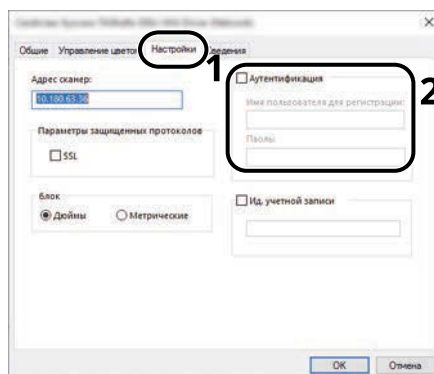 Общие Управление цветом Настройки Сведения
1
Адрес сканер:
10.180.63.30
Параметры защищенных протоколов
SSL
блок
Дюймы Метрические
Аутентификация
2
Имя пользователя для регистрации:
Пароль:
Ид. учетной записи
OK Отмена